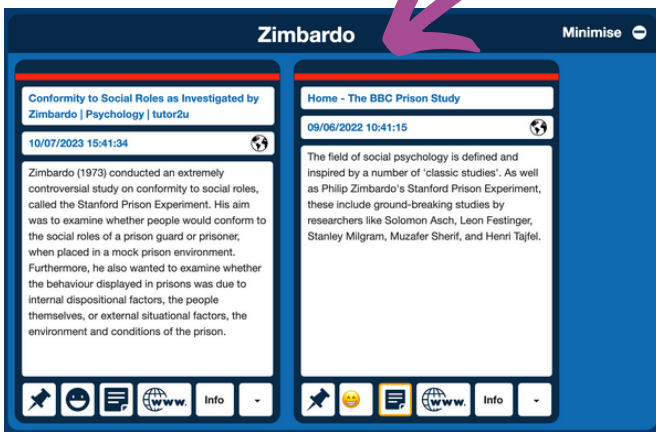 Zimbardo
Minimise
Conformity to Social Roles as Investigated by
Zimbardo | Psychology | tutor2u
10/07/2023 15:41:34
Zimbardo (1973) conducted an extremely
controversial study on conformity to social roles,
called the Stanford Prison Experiment. His aim
was to examine whether people would conform to
the social roles of a prison guard or prisoner,
when placed in a mock prison environment.
Furthermore, he also wanted to examine whether
the behaviour displayed in prisons was due to
internal dispositional factors, the people
themselves, or external situational factors, the
environment and conditions of the prison.
www.
Info
Home - The BBC Prison Study
09/06/2022 10:41:15
The field of social psychology is defined and
inspired by a number of 'classic studies'. As well
as Philip Zimbardo's Stanford Prison Experiment,
these include ground-breaking studies by
researchers like Solomon Asch, Leon Festinger,
Stanley Milgram, Muzafer Sherif, and Henri Tajfel.
www.
Info